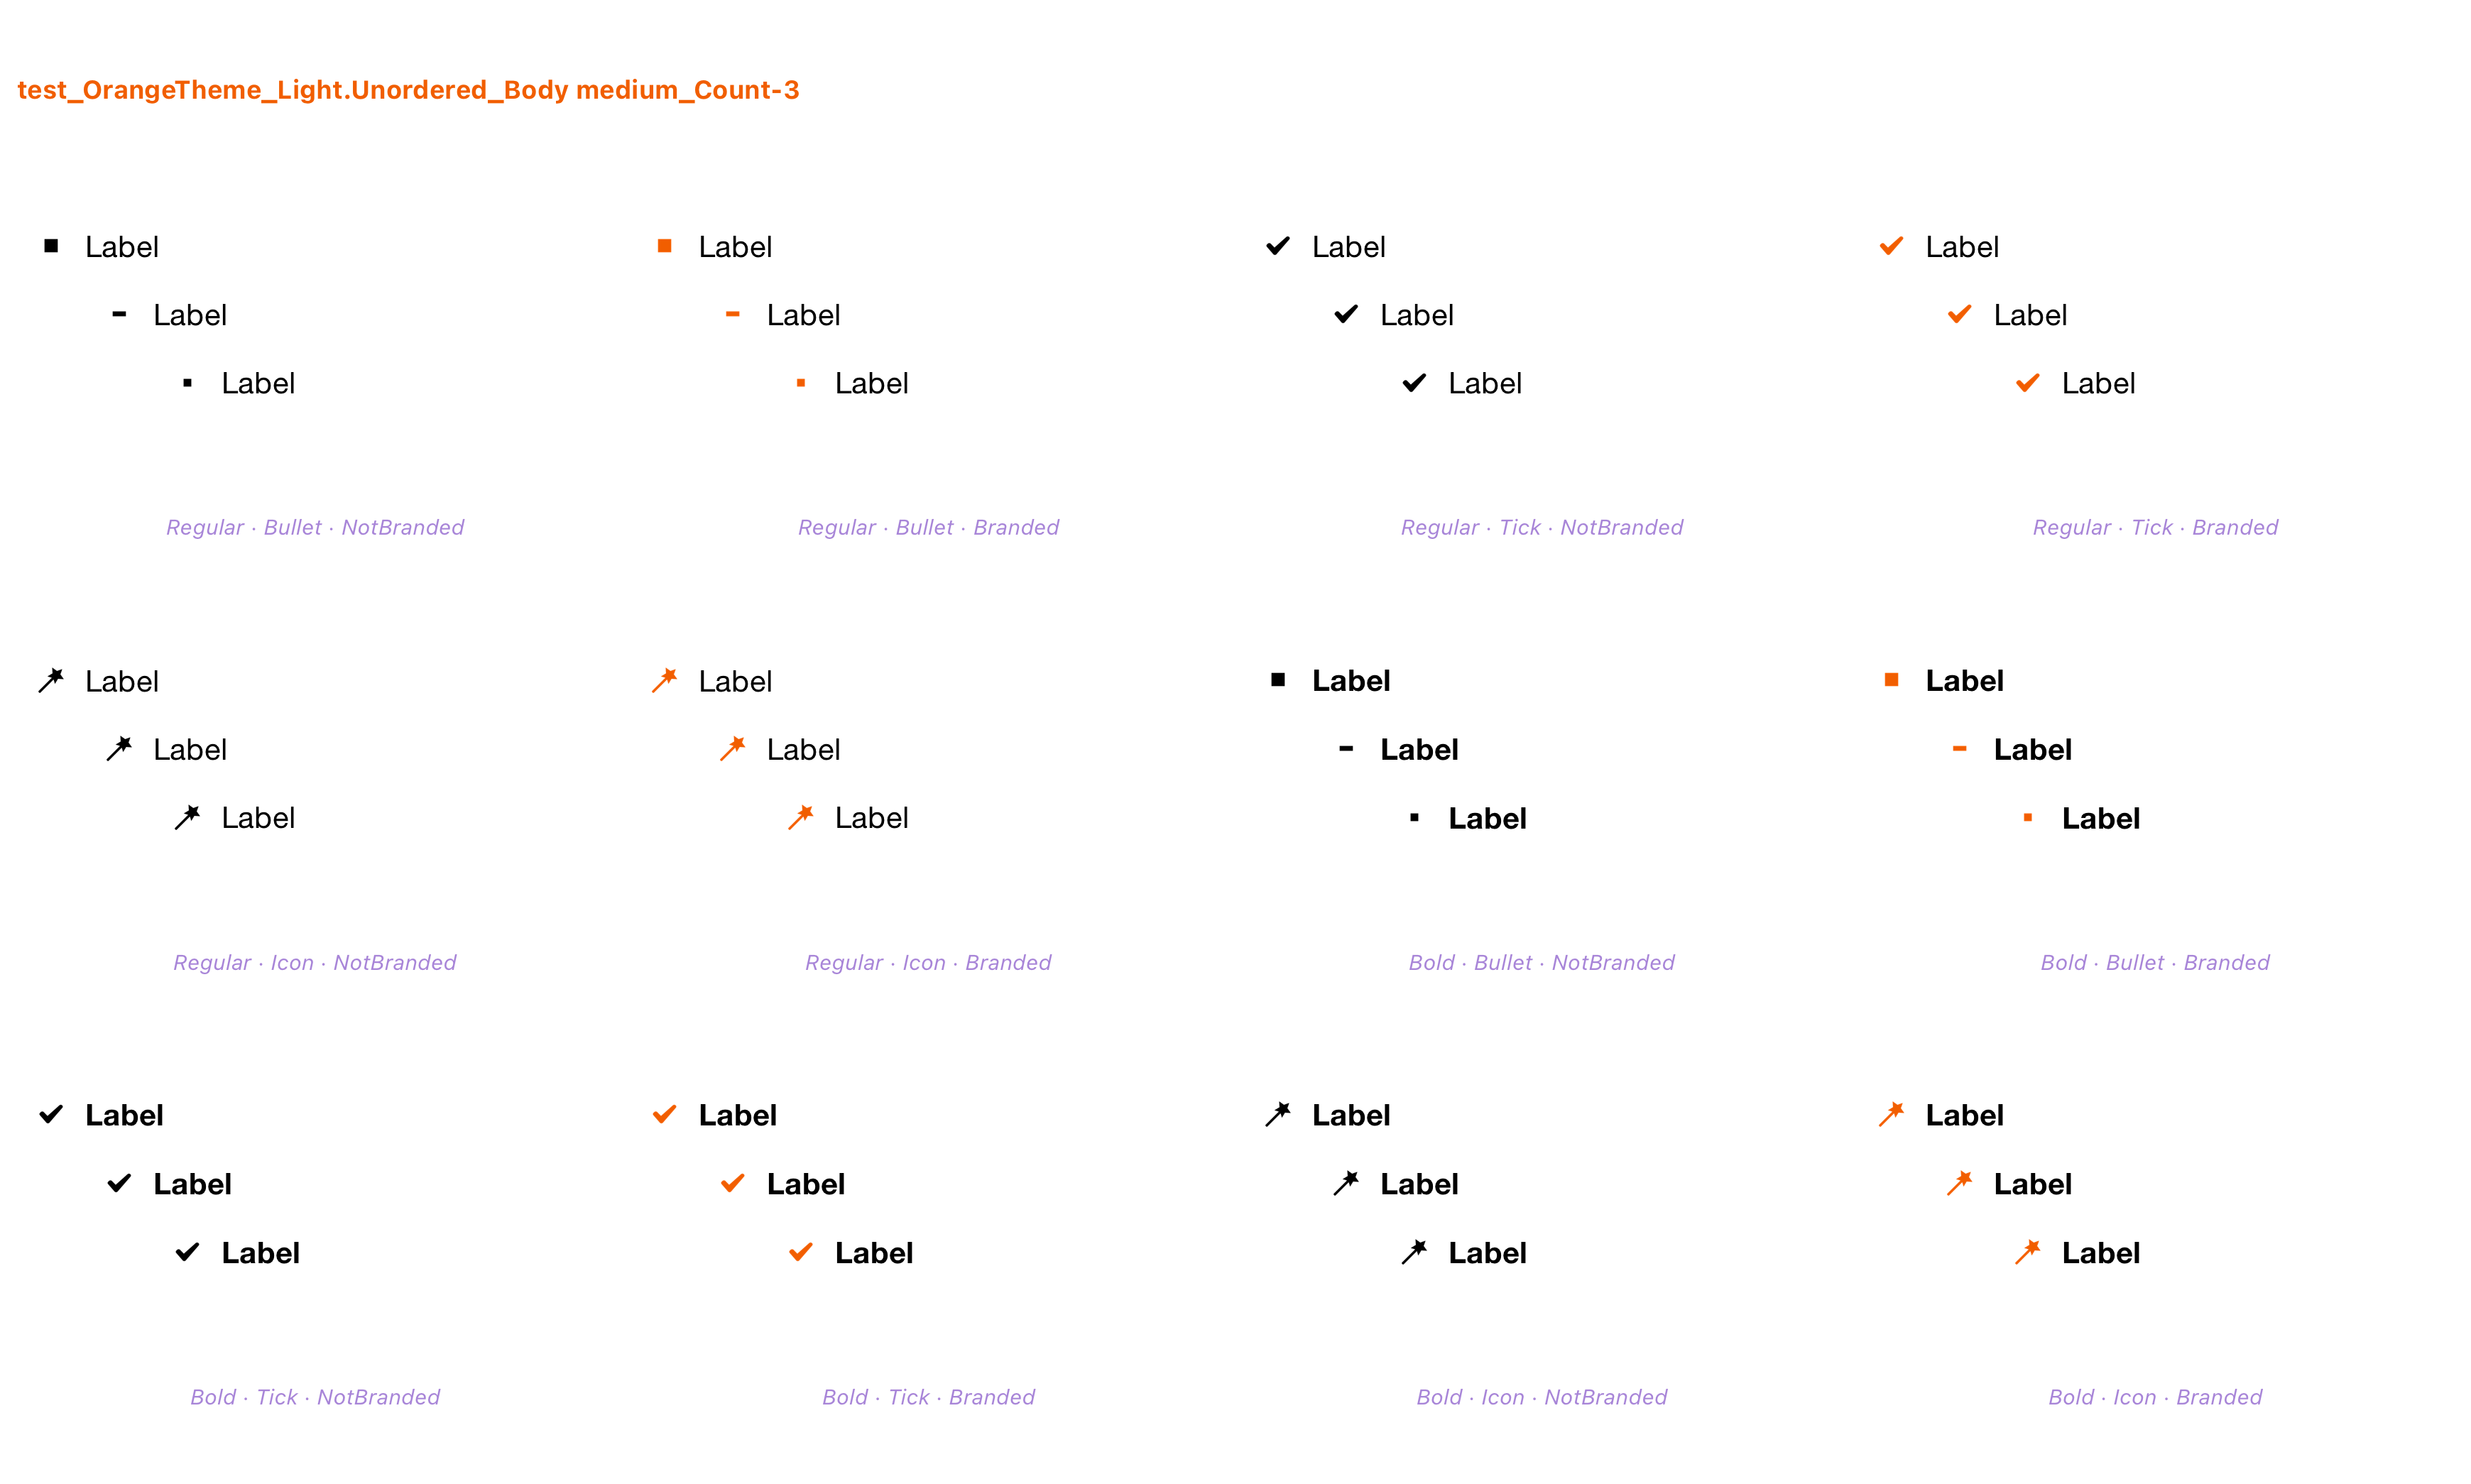 test_OrangeTheme_Light.Unordered_Body medium_Count-3
Label
Label
Label
Regular · Bullet · NotBranded
Label
Label
Label
Regular · Bullet · Branded
Label
Label
Label
Regular · Tick · NotBranded
Label
Label
Label
Regular · Tick · Branded
Label
Label
Label
Regular · Icon · NotBranded
Label
Label
Label
Regular · Icon · Branded
Label
Label
Label
Bold · Bullet · NotBranded
Label
Label
Label
Bold · Bullet · Branded
Label
Label
Label
Bold · Tick · NotBranded
Label
Label
Label
Bold · Tick · Branded
Label
Label
Label
Bold · Icon · NotBranded
Label
Label
Label
Bold · Icon · Branded